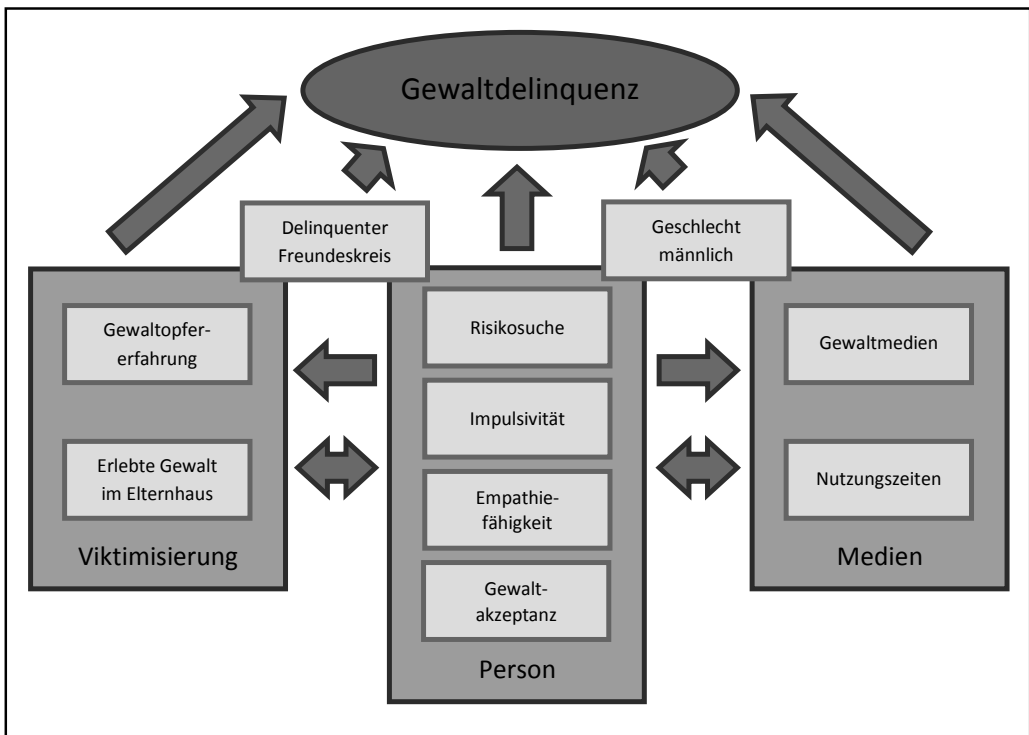 Gewaltdelinquenz
Delinquenter
Freundeskreis
Geschlecht
männlich
Gewaltopfer-
erfahrung
Erlebte Gewalt
im Elternhaus
Viktimisierung
Risikosuche
Impulsivität
Empathie-
fähigkeit
Gewalt-
akzeptanz
Person
Gewaltmedien
Nutzungszeiten
Medien